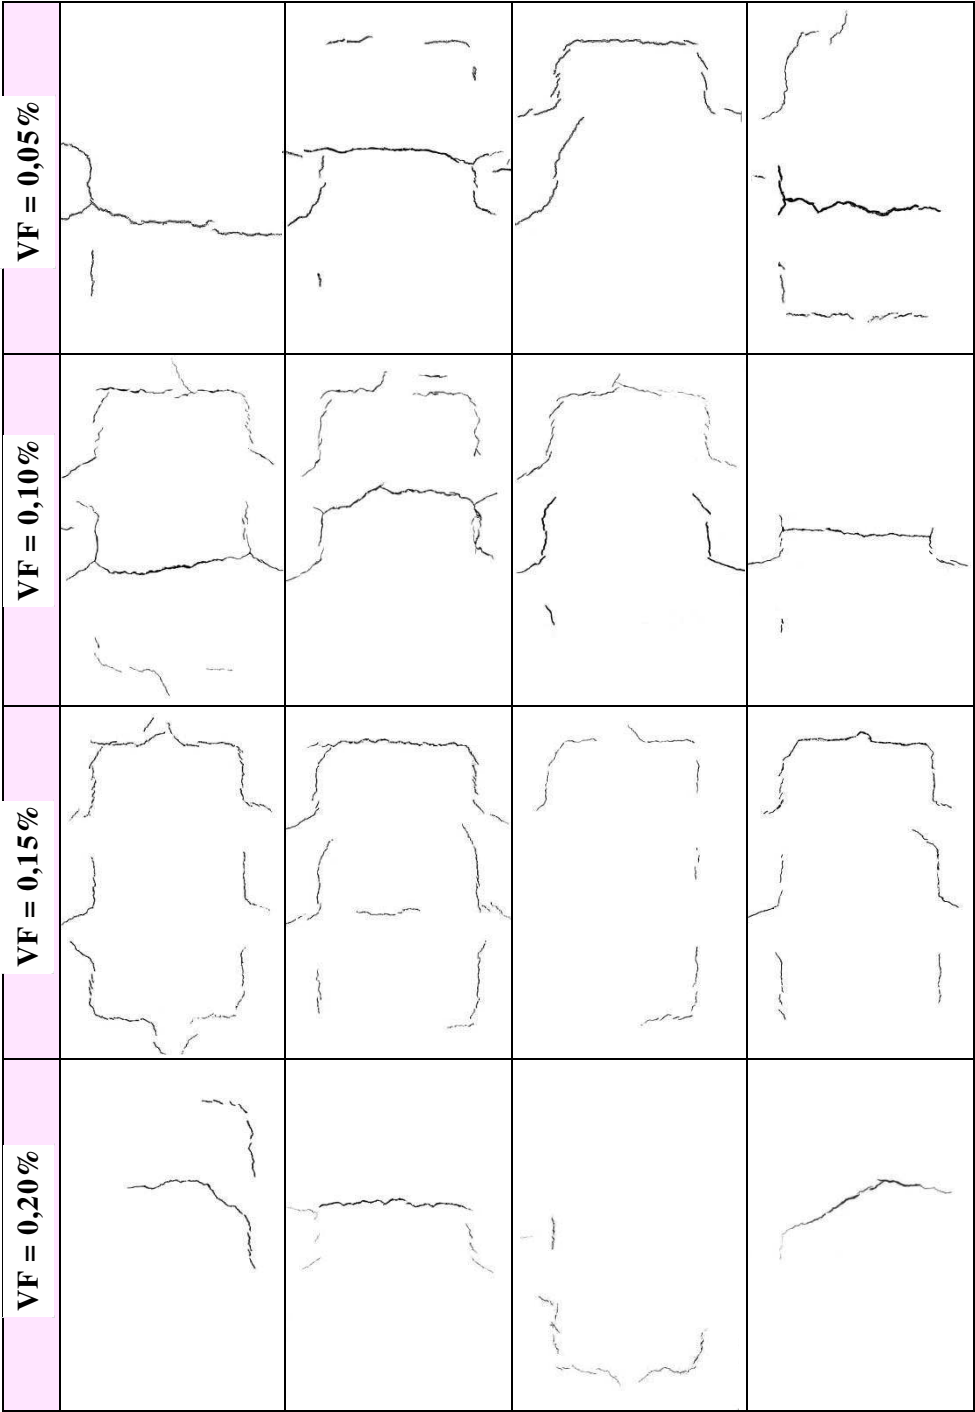 VF = 0,05%
VF = 0,10%
VF = 0,15%
VF = 0,20%